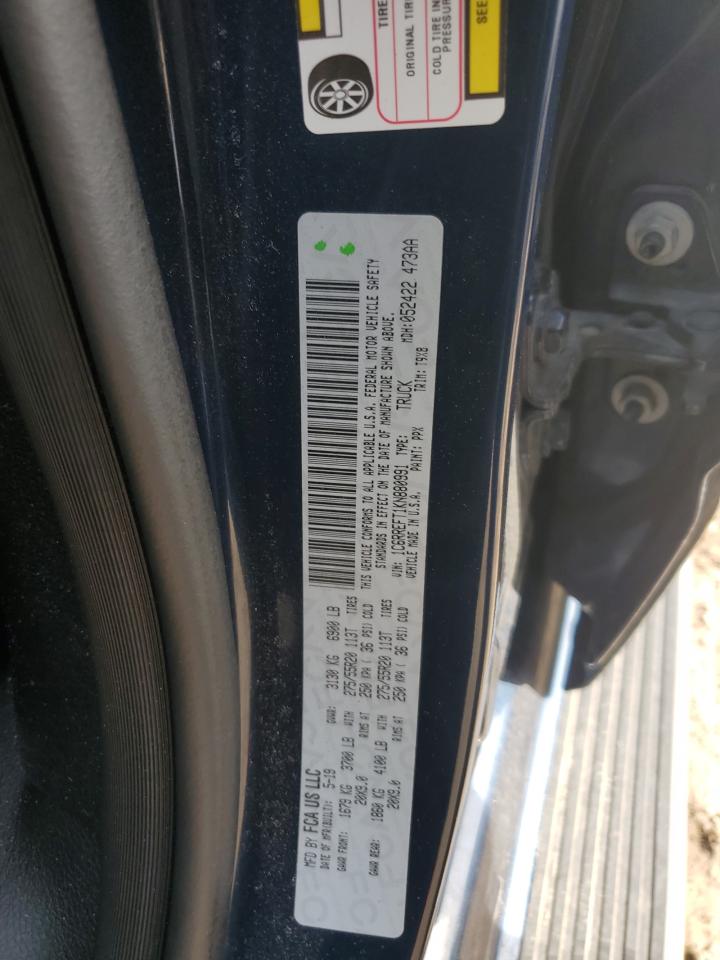 MFD BY FCA US LLC
DATE OF MFR(BUILT): 5-19 GVWR: 3130 KG 6900 LB
GAWR FRONT: 1679 KG 3700 LB WITH 275/55R20 113T TIRES
20X9.0 RIMS AT 250 KPA ( 36 PSI) COLD
GAWR REAR: 1860 KG 4100 LB WITH 275/55R20 113T TIRES
20X9.0 RIMS AT 250 KPA ( 36 PSI) COLD
THIS VEHICLE CONFORMS TO ALL APPLICABLE U.S.A. FEDERAL MOTOR VEHICLE SAFETY
STANDARDS IN EFFECT ON THE DATE OF MANUFACTURE SHOWN ABOVE.
VIN: 1C6RREFT1KN880991 TYPE: TRUCK MDH:052422 473AA
VEHICLE MADE IN U.S.A. PAINT: PPX TRIM: T9X8
TIRE
ORIGINAL TIRE
COLD TIRE IN
PRESSUR
SEE